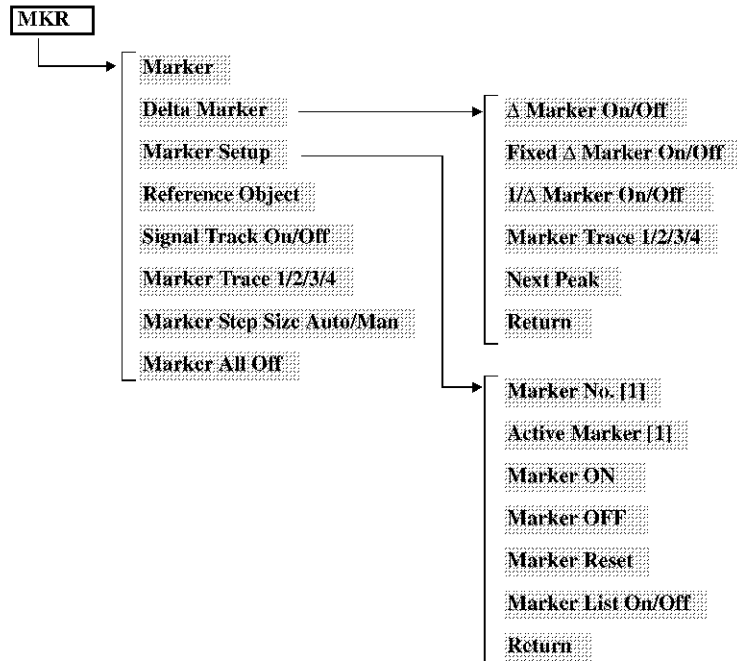 MKR
Marker
Delta Marker
Marker Setup
Reference Object
Signal Track On/Off
Marker Trace 1/2/3/4
Marker Step Size Auto/Man
Marker All Off
Δ Marker On/Off
Fixed Δ Marker On/Off
1/Δ Marker On/Off
Marker Trace 1/2/3/4
Next Peak
Return
Marker No. [1]
Active Marker [1]
Marker ON
Marker OFF
Marker Reset
Marker List On/Off
Return